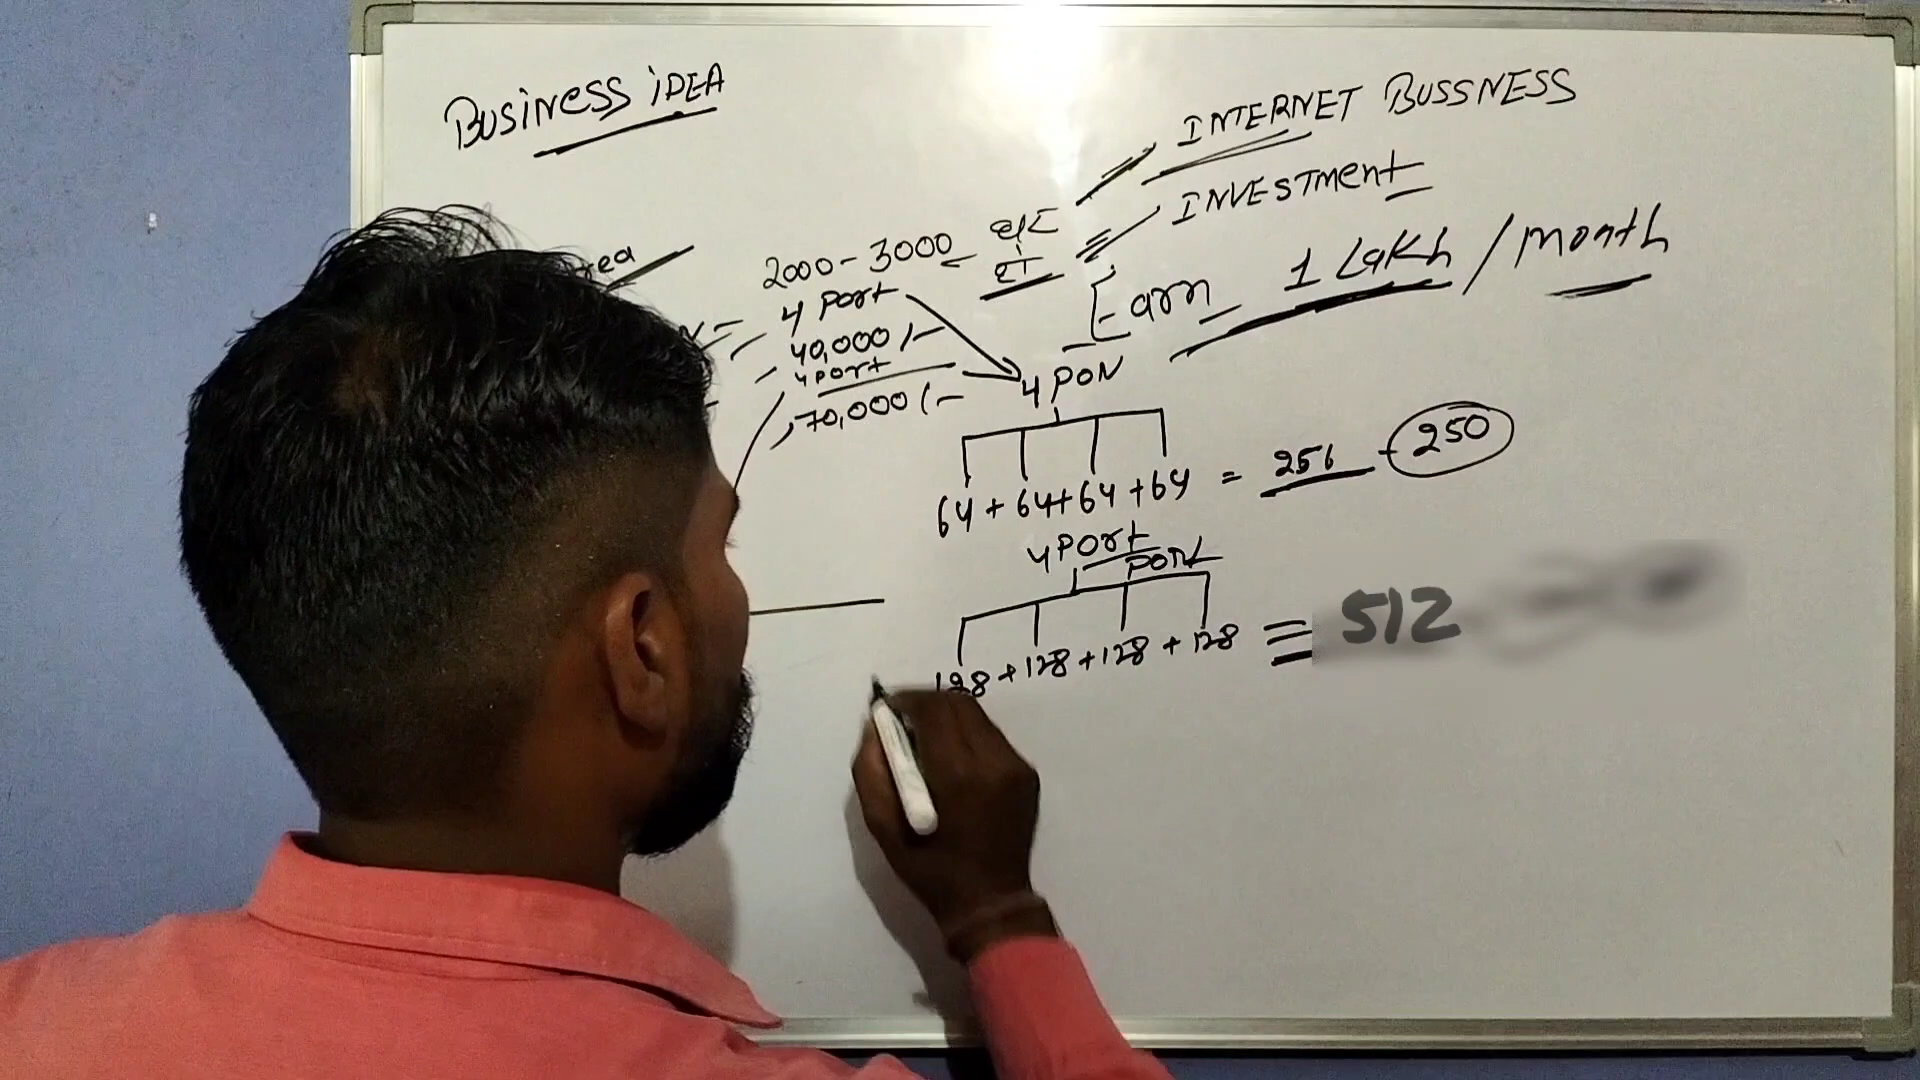 BUSINESS IDEA
INTERNET BUSSNESS
INVESTMENT
Earn 1 Lakh / month
2000 - 3000
4 Port
40,000/-
4 port
70,000/-
4 PON
64 + 64 + 64 + 64 = 256 - 250
4 PORT
PON
128 + 128 + 128 + 128 = 512